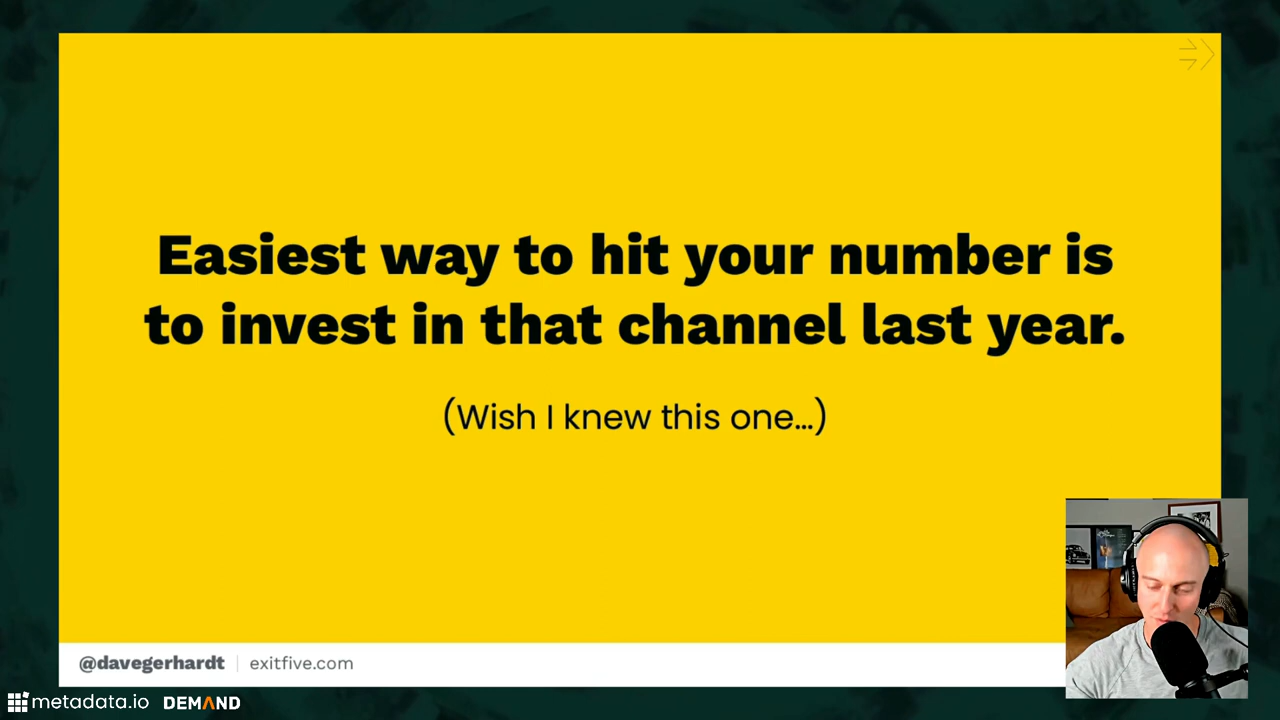 Easiest way to hit your number is
to invest in that channel last year.
(Wish I knew this one...)
@davegerhardt | exitfive.com
metadata.io DEMAND